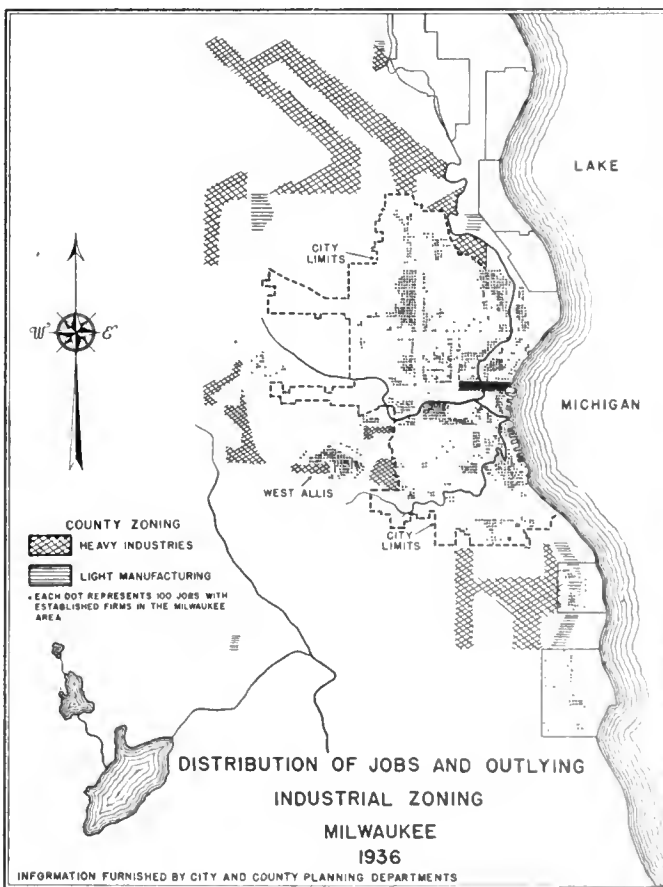 LAKE
CITY
LIMITS
W E
MICHIGAN
WEST ALLIS
COUNTY ZONING
HEAVY INDUSTRIES
CITY
LIMITS
LIGHT MANUFACTURING
• EACH DOT REPRESENTS 100 JOBS WITH
ESTABLISHED FIRMS IN THE MILWAUKEE
AREA
DISTRIBUTION OF JOBS AND OUTLYING
INDUSTRIAL ZONING
MILWAUKEE
1936
INFORMATION FURNISHED BY CITY AND COUNTY PLANNING DEPARTMENTS